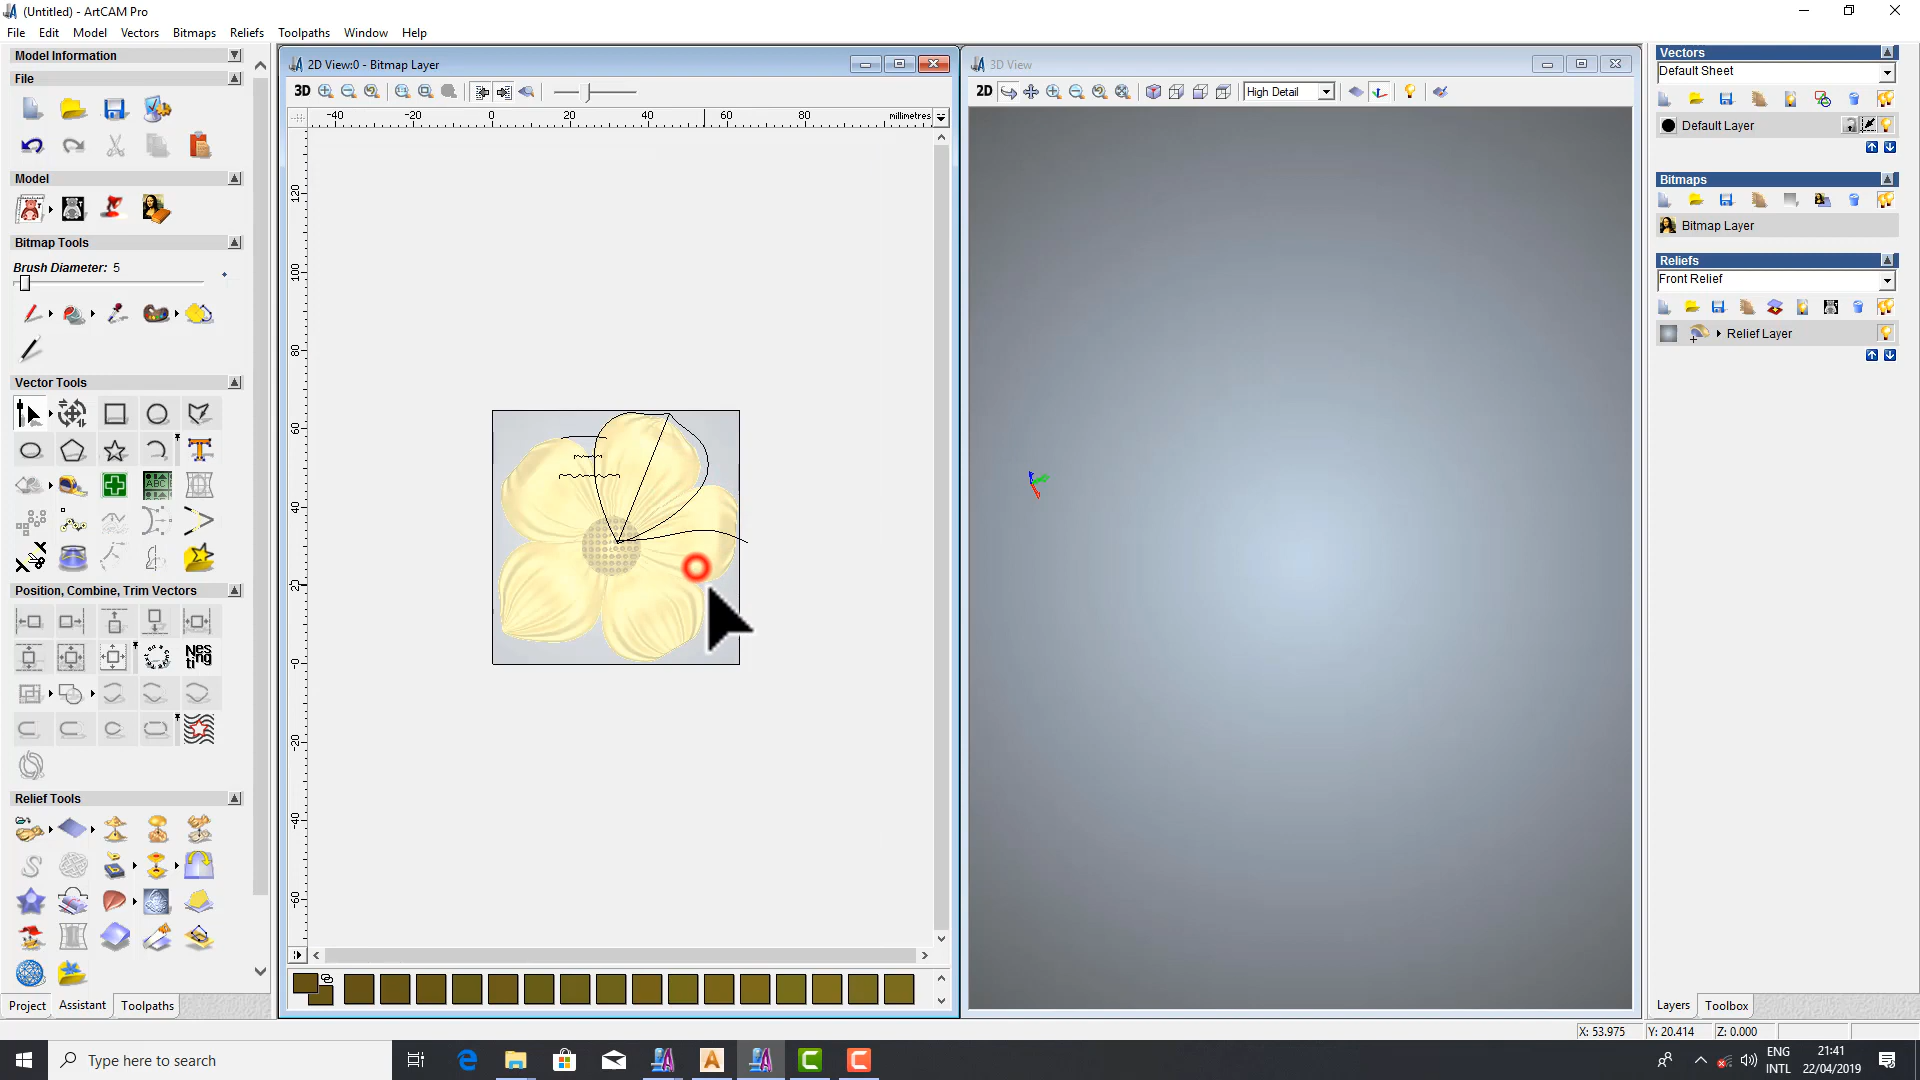 (Untitled) - ArtCAM Pro
File Edit Model Vectors Bitmaps Reliefs Toolpaths Window Help
Model Information
File
Model
Bitmap Tools
Brush Diameter: 5
Vector Tools
ABC
Position, Combine, Trim Vectors
Nes
ting
Relief Tools
Project Assistant Toolpaths
2D View:0 - Bitmap Layer
3D
-40 -20 0 20 40 60 80 millimetres
120
100
80
60
40
20
-0
-20
-40
-60
3D View
2D High Detail
Vectors
Default Sheet
Default Layer
Bitmaps
Bitmap Layer
Reliefs
Front Relief
Relief Layer
Layers Toolbox
X: 53.975 Y: 20.414 Z: 0.000
Type here to search
ENG
INTL
21:41
22/04/2019